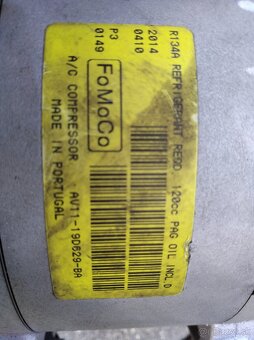 R134A REFRIGERANT REQD 120cc PAG OIL INCL'D
2014
0410
P3
0149
FoMoCo
A/C COMPRESSOR AV11-19D629-BA
MADE IN PORTUGAL